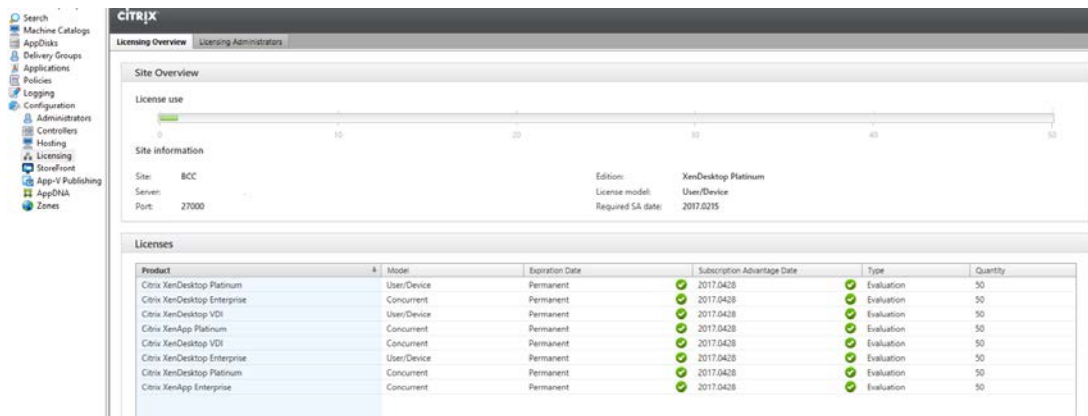 Search
Machine Catalogs
AppDisks
Delivery Groups
Applications
Policies
Logging
Configuration
Administrators
Controllers
Hosting
Licensing
StoreFront
App-V Publishing
AppDNA
Zones
CITRIX
Licensing Overview Licensing Administrators
Site Overview
License use
0 10 20 30 40 50
Site information
Site: BCC Edition: XenDesktop Platinum
Server: License model: User/Device
Port: 27000 Required SA date: 2017.0215
Licenses
Product Model Expiration Date Subscription Advantage Date Type Quantity
Citrix XenDesktop Platinum User/Device Permanent 2017.0428 Evaluation 50
Citrix XenDesktop Enterprise Concurrent Permanent 2017.0428 Evaluation 50
Citrix XenDesktop VDI User/Device Permanent 2017.0428 Evaluation 50
Citrix XenApp Platinum Concurrent Permanent 2017.0428 Evaluation 50
Citrix XenDesktop VDI Concurrent Permanent 2017.0428 Evaluation 50
Citrix XenDesktop Enterprise User/Device Permanent 2017.0428 Evaluation 50
Citrix XenDesktop Platinum Concurrent Permanent 2017.0428 Evaluation 50
Citrix XenApp Enterprise Concurrent Permanent 2017.0428 Evaluation 50